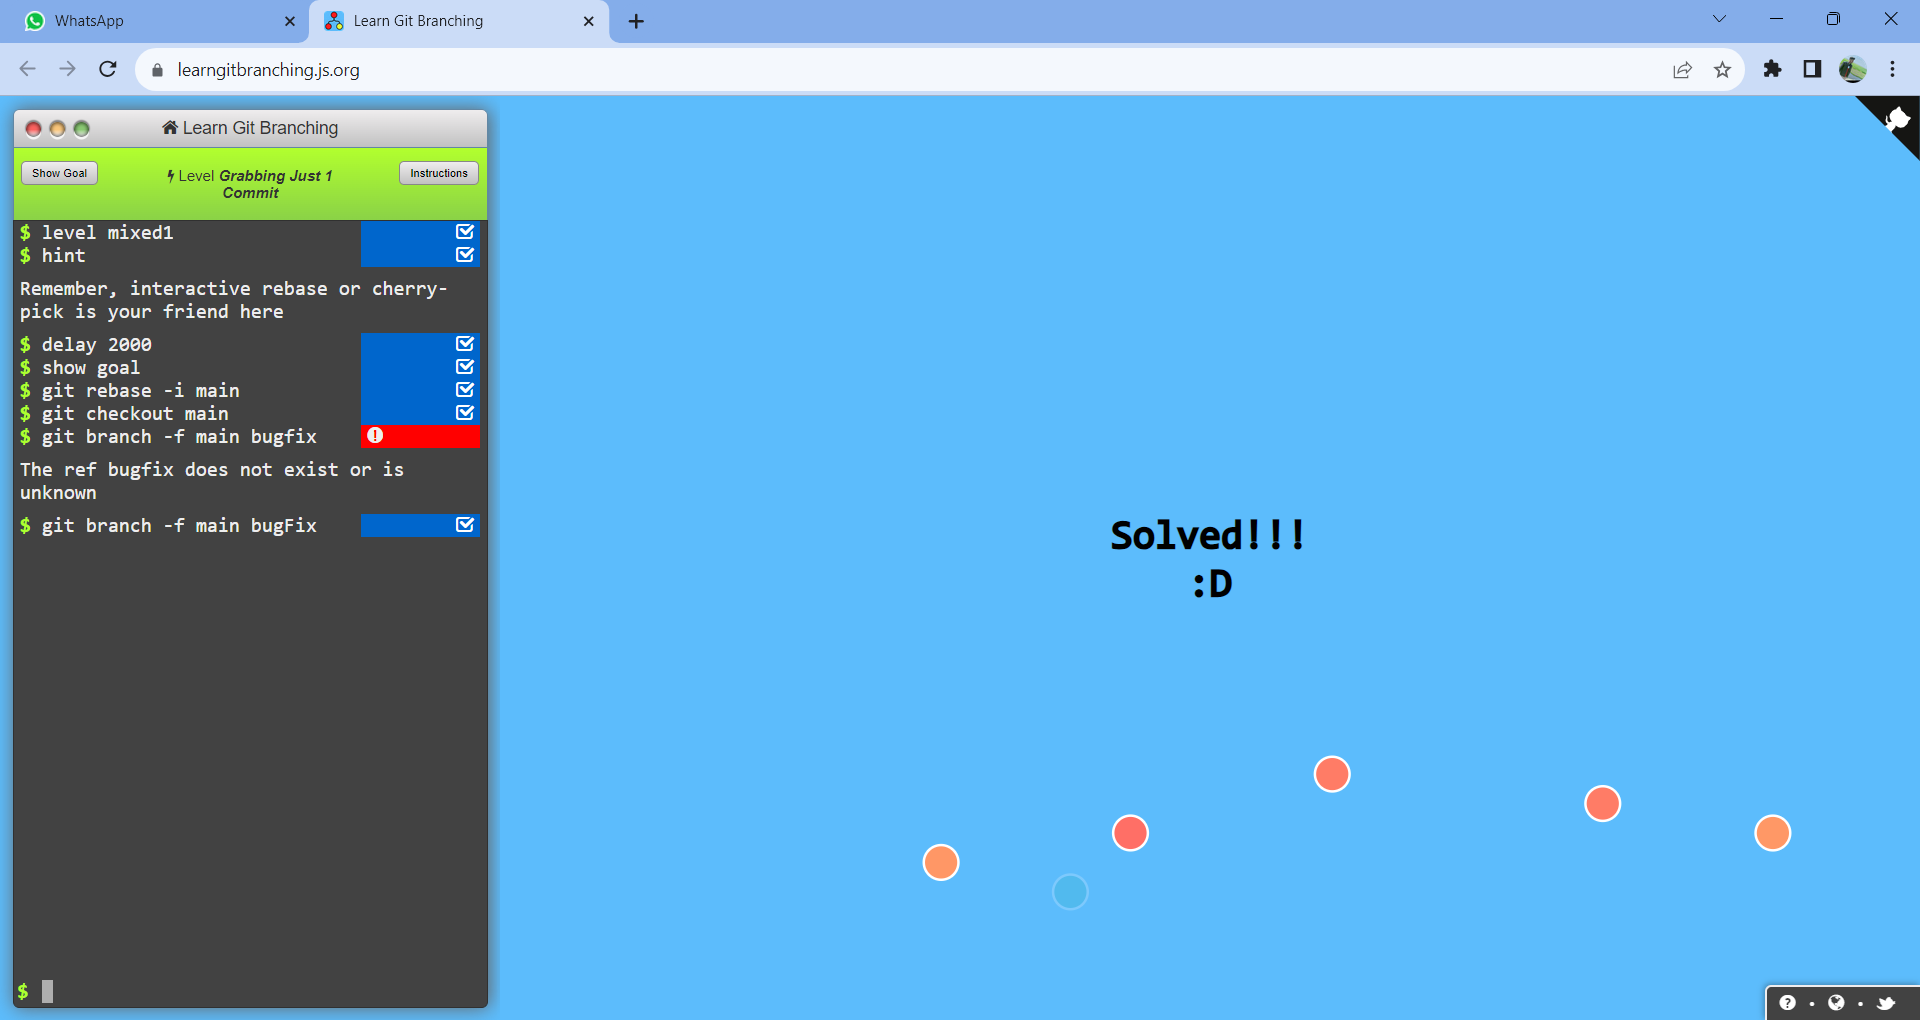 WhatsApp
Learn Git Branching
learngitbranching.js.org
Learn Git Branching
Show Goal
Level Grabbing Just 1
Commit
Instructions
$ level mixed1
$ hint
Remember, interactive rebase or cherry-
pick is your friend here
$ delay 2000
$ show goal
$ git rebase -i main
$ git checkout main
$ git branch -f main bugfix
The ref bugfix does not exist or is
unknown
$ git branch -f main bugFix
$
Solved!!!
:D